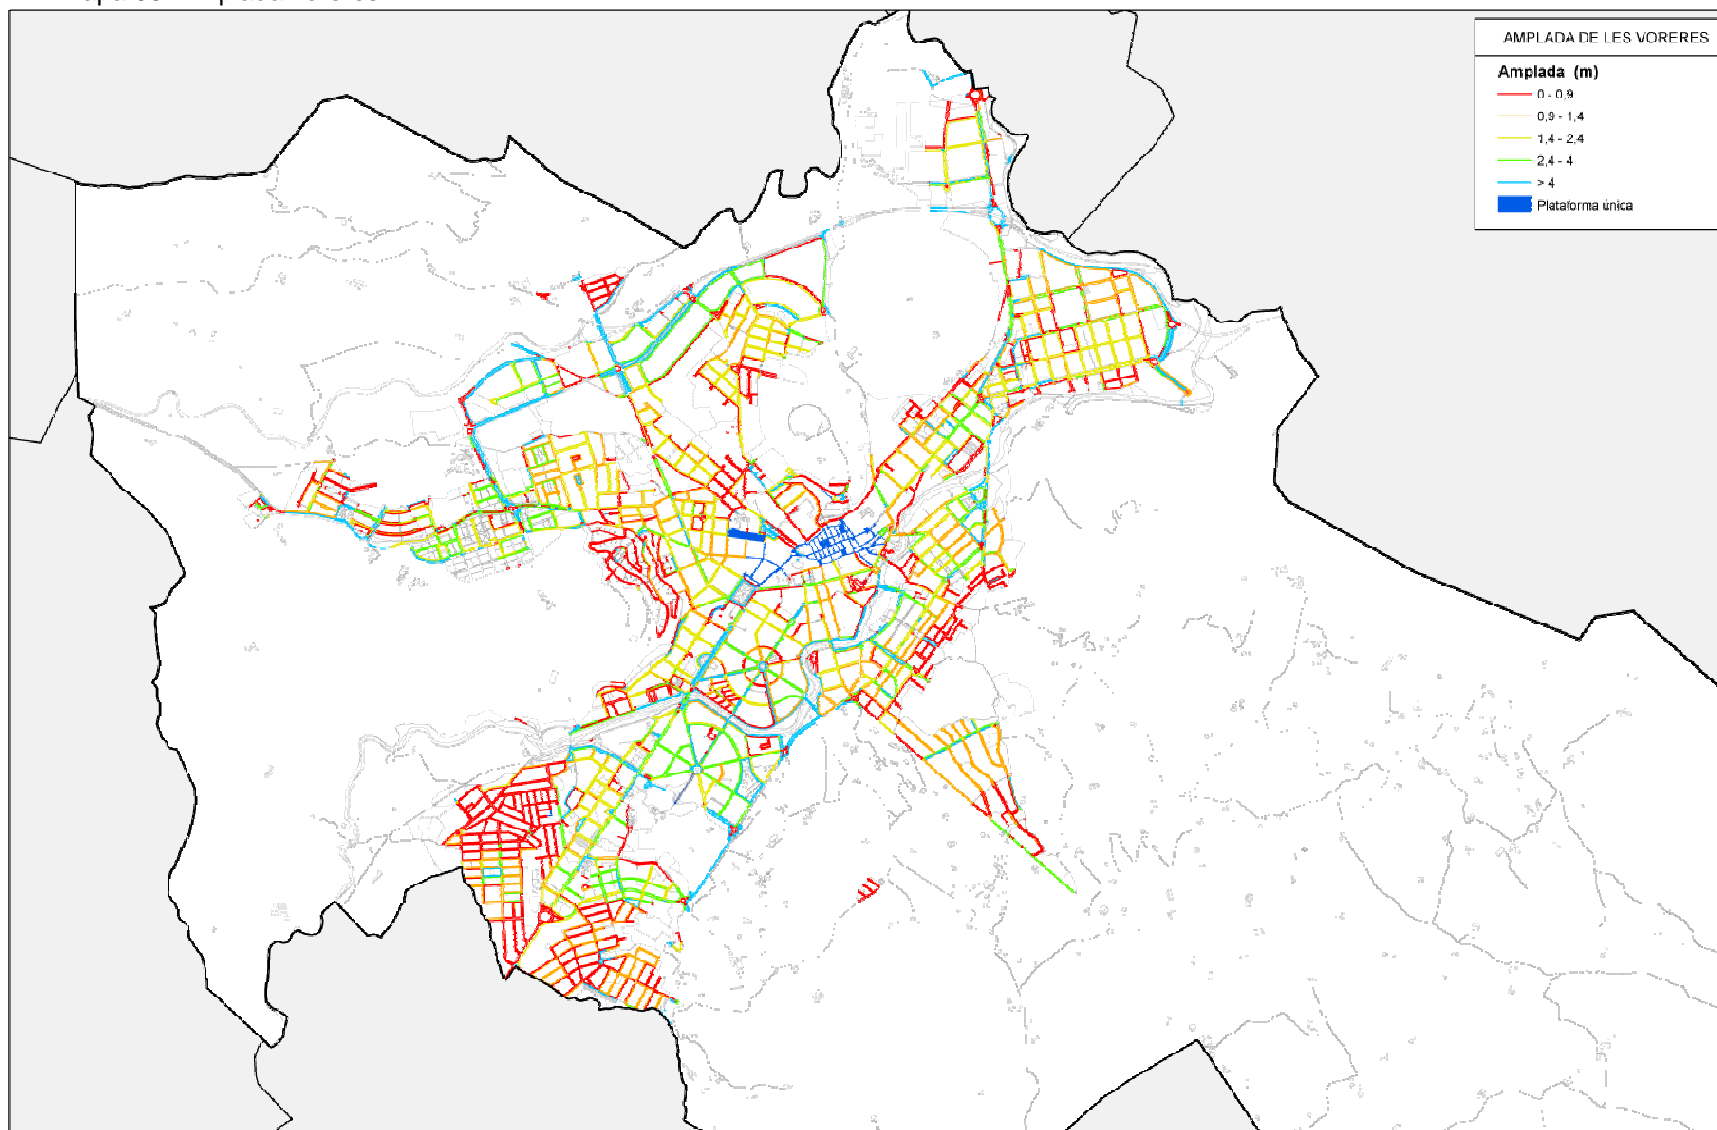 AMPLADA DE LES VORERES
Amplada (m)
0 - 0,9
0,9 - 1,4
1,4 - 2,4
2,4 - 4
> 4
Plataforma única